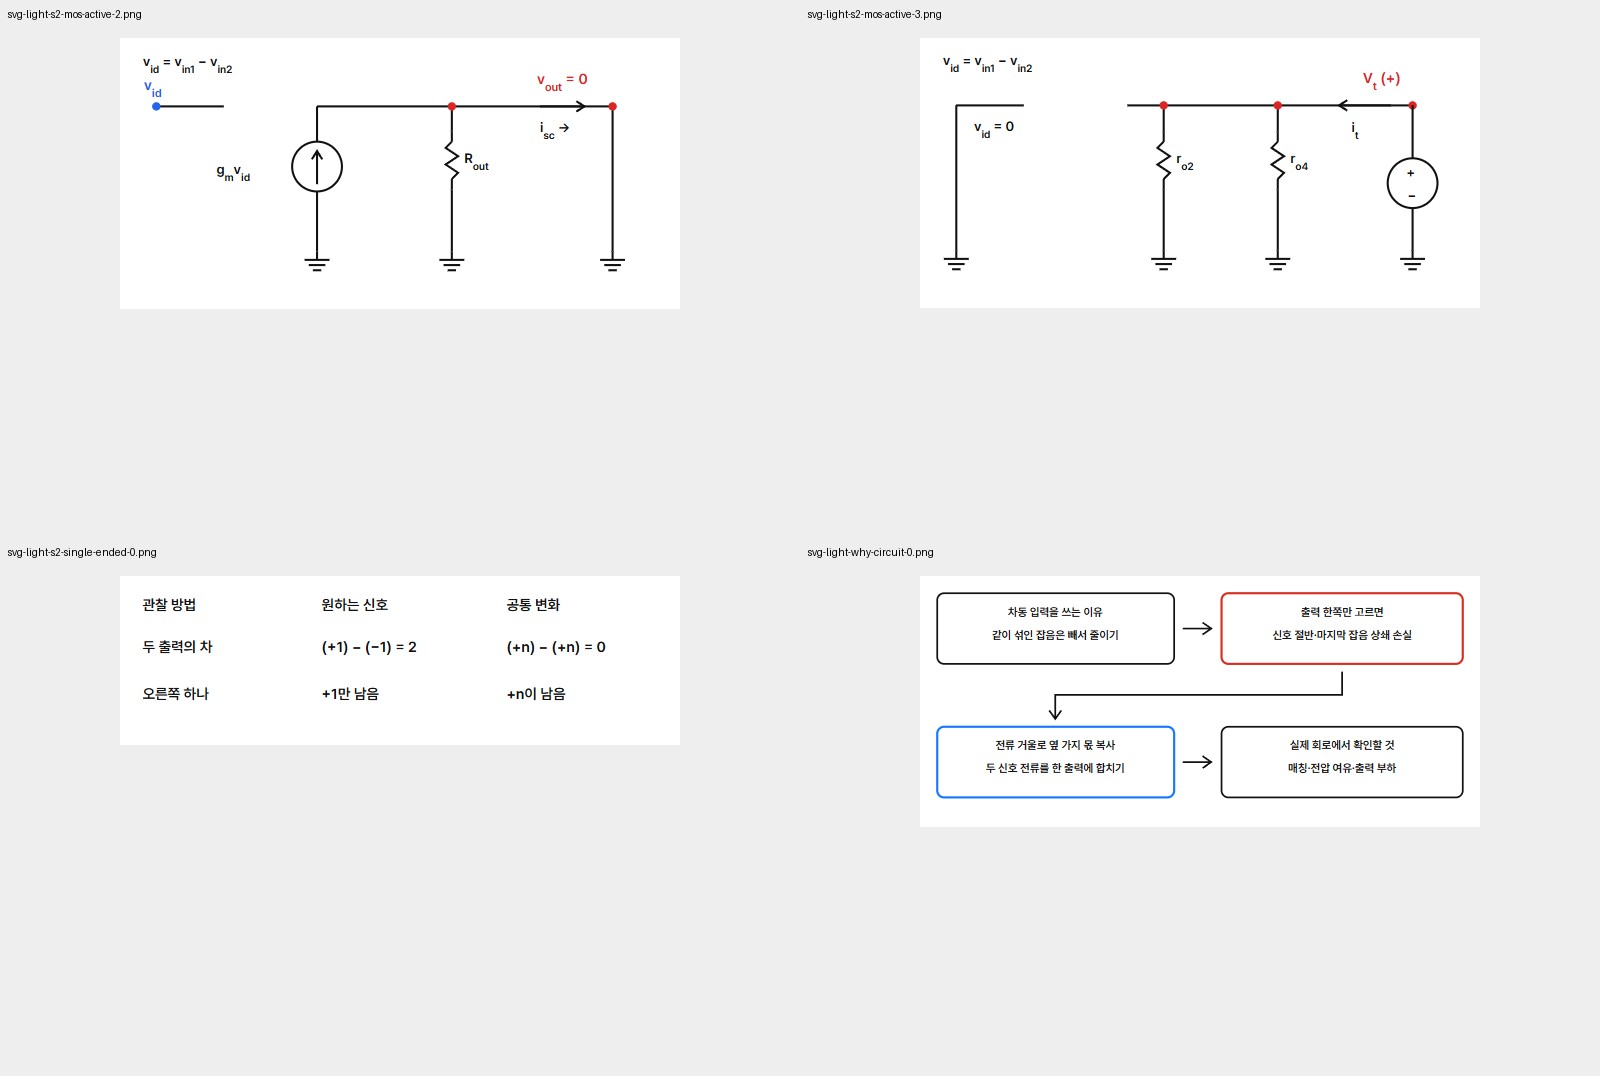 svg-light-s2-mos-active-2.png
v_id = v_in1 − v_in2
v_id
v_out = 0
i_sc →
g_m v_id
R_out
svg-light-s2-mos-active-3.png
v_id = v_in1 − v_in2
v_id = 0
V_t (+)
i_t
r_o2
r_o4
+
−
svg-light-s2-single-ended-0.png
관찰 방법 원하는 신호 공통 변화
두 출력의 차 (+1) − (−1) = 2 (+n) − (+n) = 0
오른쪽 하나 +1만 남음 +n이 남음
svg-light-why-circuit-0.png
차동 입력을 쓰는 이유
같이 섞인 잡음은 빼서 줄이기
출력 한쪽만 고르면
신호 절반·마지막 잡음 상쇄 손실
전류 거울로 옆 가지 몫 복사
두 신호 전류를 한 출력에 합치기
실제 회로에서 확인할 것
매칭·전압 여유·출력 부하